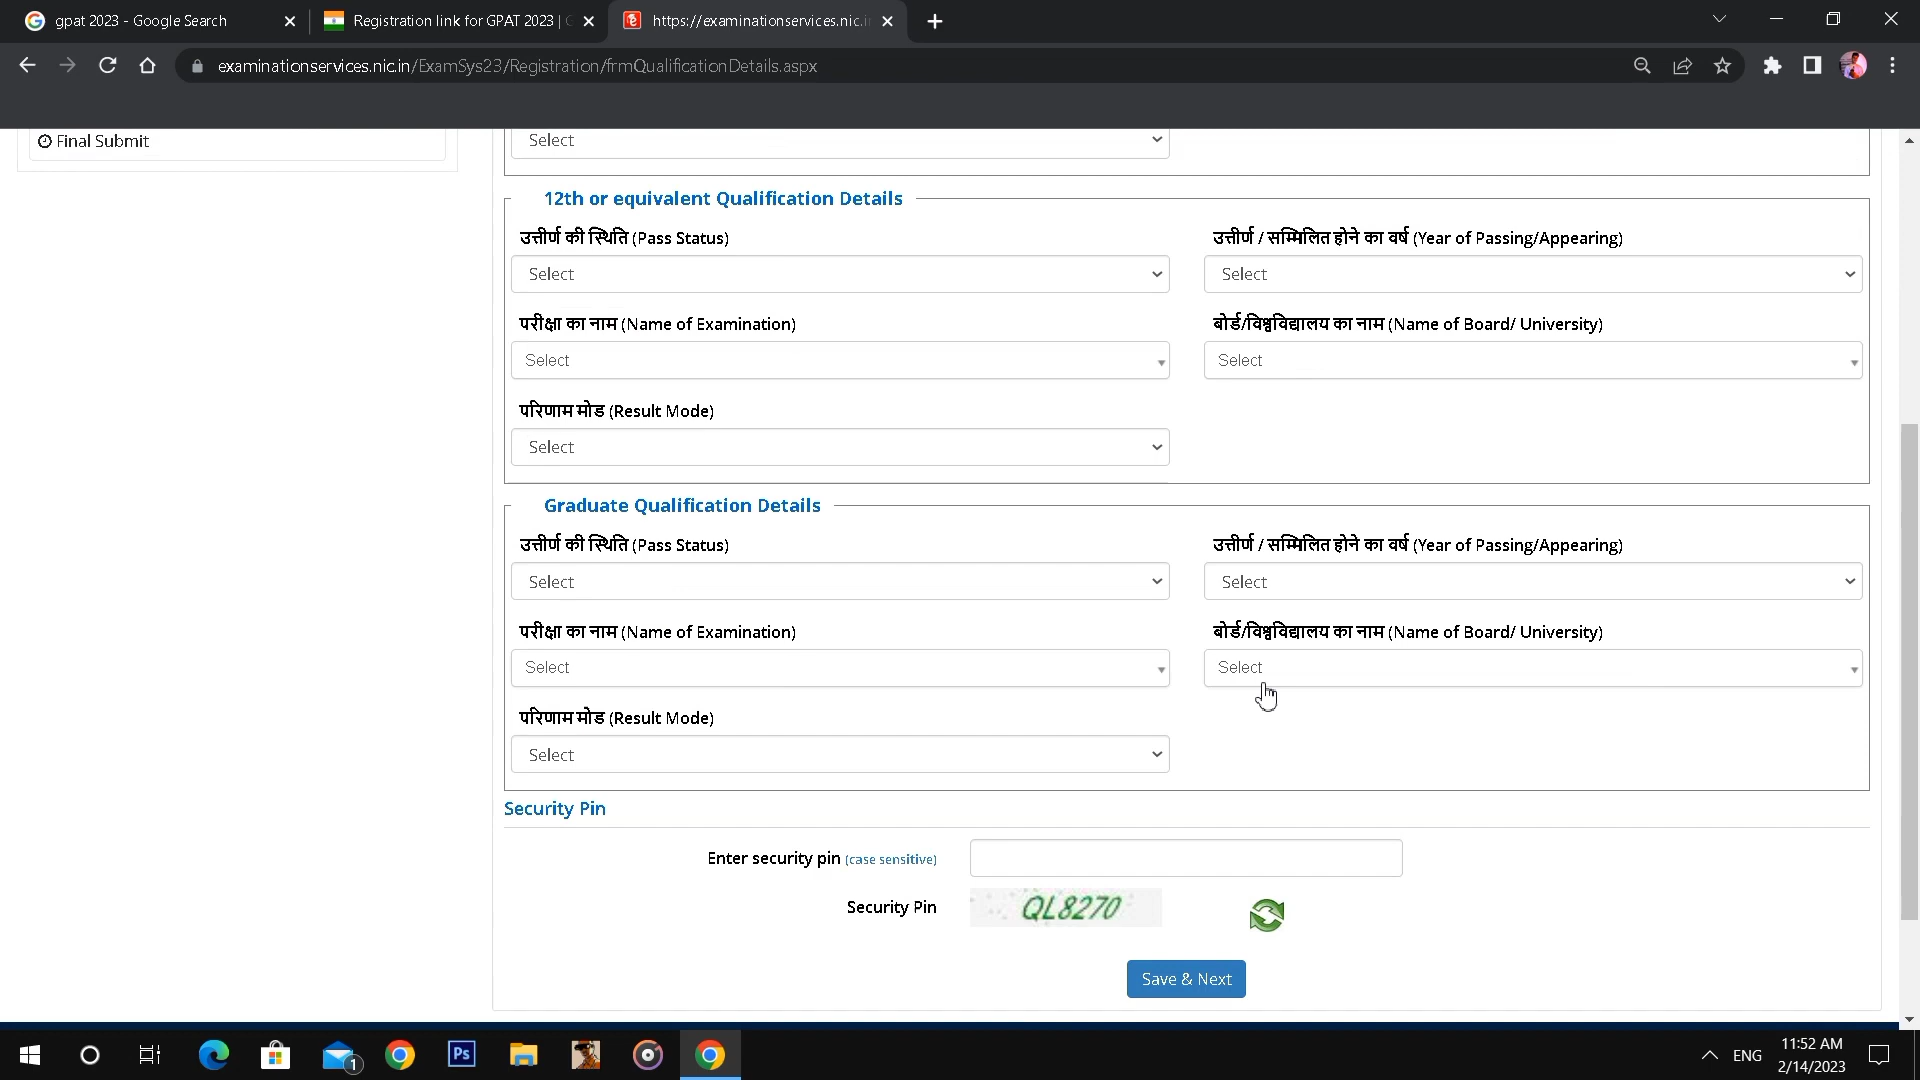 gpat 2023 - Google Search
Registration link for GPAT 2023 |
https://examinationservices.nic.i
examinationservices.nic.in/ExamSys23/Registration/frmQualificationDetails.aspx
Final Submit
Select
12th or equivalent Qualification Details
उत्तीर्ण की स्थिति (Pass Status)
उत्तीर्ण / सम्मिलित होने का वर्ष (Year of Passing/Appearing)
Select
Select
परीक्षा का नाम (Name of Examination)
बोर्ड/विश्वविद्यालय का नाम (Name of Board/ University)
Select
Select
परिणाम मोड (Result Mode)
Select
Graduate Qualification Details
उत्तीर्ण की स्थिति (Pass Status)
उत्तीर्ण / सम्मिलित होने का वर्ष (Year of Passing/Appearing)
Select
Select
परीक्षा का नाम (Name of Examination)
बोर्ड/विश्वविद्यालय का नाम (Name of Board/ University)
Select
Select
परिणाम मोड (Result Mode)
Select
Security Pin
Enter security pin (case sensitive)
Security Pin
QL8270
Save & Next
Ps
1
ENG
11:52 AM
2/14/2023